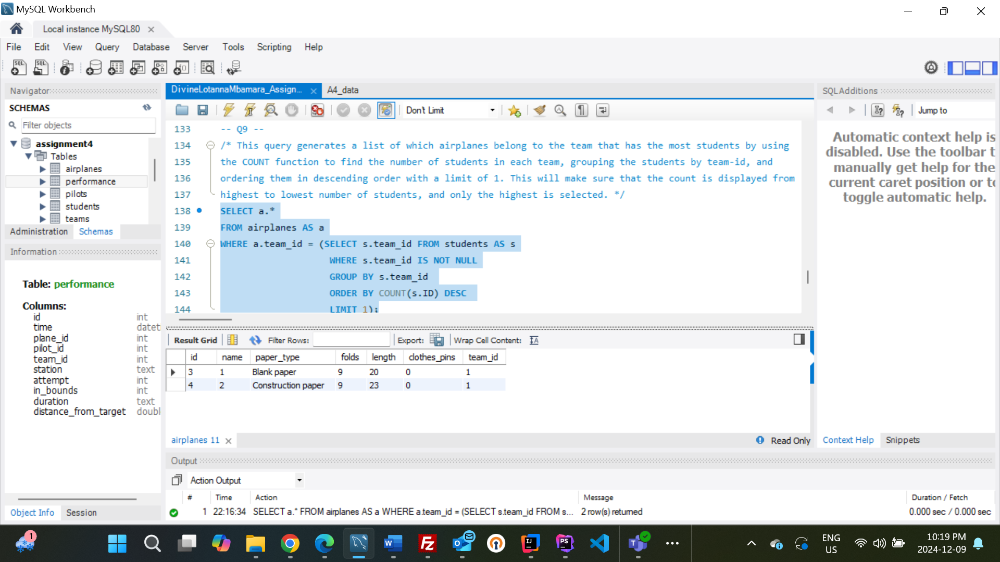 MySQL Workbench
Local instance MySQL80
File Edit View Query Database Server Tools Scripting Help
Navigator
SCHEMAS
Filter objects
assignment4
Tables
airplanes
performance
pilots
students
teams
Administration Schemas
Information
Table: performance
Columns:
id int
time datet
plane_id int
pilot_id int
team_id int
station text
attempt int
in_bounds int
duration text
distance_from_target doubl
Object Info Session
DivineLotannaMbamara_Assign... A4_data
Don't Limit
133 -- Q9 --
134 /* This query generates a list of which airplanes belong to the team that has the most students by using
135 the COUNT function to find the number of students in each team, grouping the students by team-id, and
136 ordering them in descending order with a limit of 1. This will make sure that the count is displayed from
137 highest to lowest number of students, and only the highest is selected. */
138 SELECT a.*
139 FROM airplanes AS a
140 WHERE a.team_id = (SELECT s.team_id FROM students AS s
141 WHERE s.team_id IS NOT NULL
142 GROUP BY s.team_id
143 ORDER BY COUNT(s.ID) DESC
144 LIMIT 1);
Result Grid Filter Rows: Export: Wrap Cell Content:
id name paper_type folds length clothes_pins team_id
3 1 Blank paper 9 20 0 1
4 2 Construction paper 9 23 0 1
airplanes 11 Read Only
SQLAdditions
Jump to
Automatic context help is
disabled. Use the toolbar t
manually get help for the
current caret position or to
toggle automatic help.
Context Help Snippets
Output
Action Output
# Time Action Message Duration / Fetch
1 22:16:34 SELECT a.* FROM airplanes AS a WHERE a.team_id = (SELECT s.team_id FROM s... 2 row(s) returned 0.000 sec / 0.000 sec
1
ENG
US
10:19 PM
2024-12-09